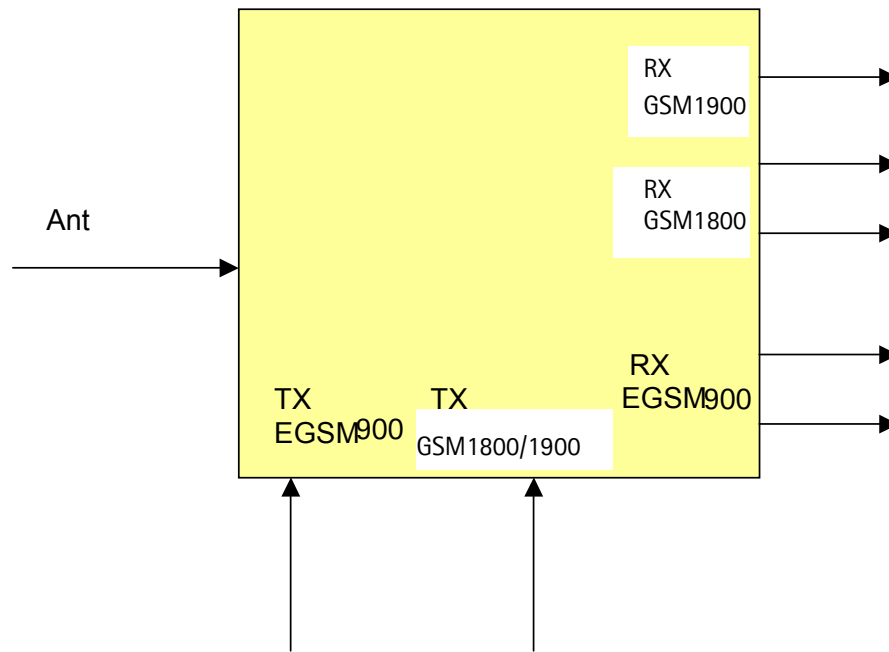 RX
GSM1900
RX
GSM1800
Ant
RX
EGSM900
TX
EGSM900
TX
GSM1800/1900